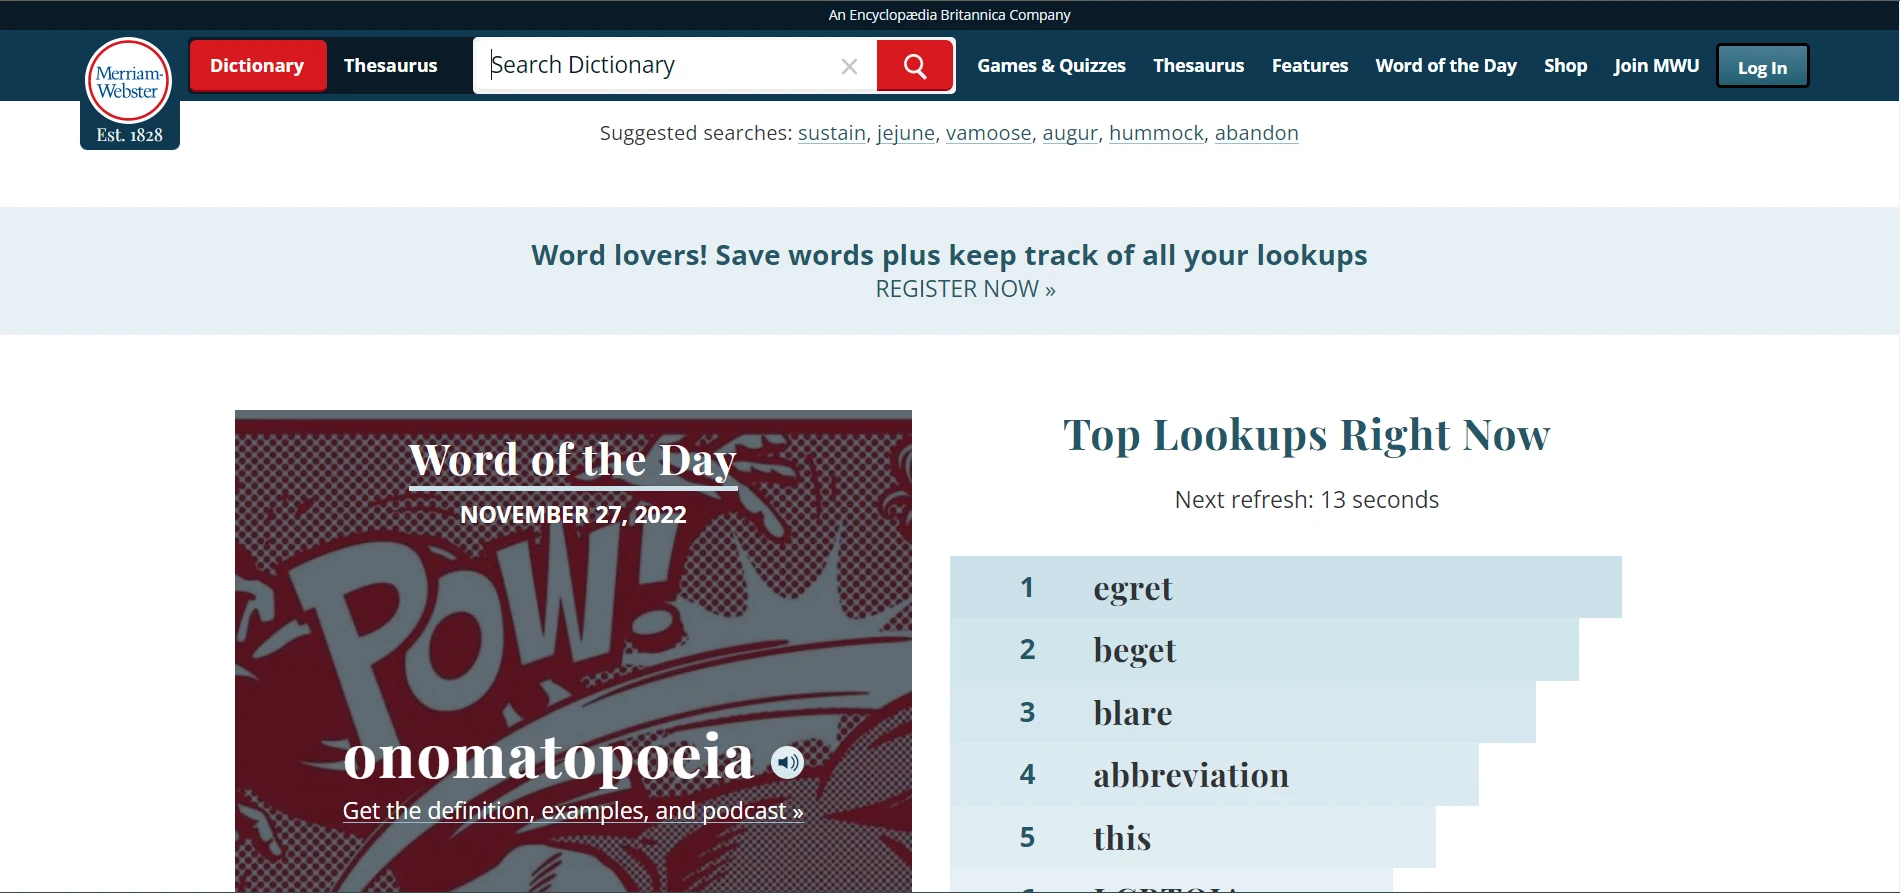 An Encyclopædia Britannica Company
Merriam-
Webster
Est. 1828
Dictionary
Thesaurus
Search Dictionary
Games & Quizzes
Thesaurus
Features
Word of the Day
Shop
Join MWU
Log In
Suggested searches: sustain, jejune, vamoose, augur, hummock, abandon
Word lovers! Save words plus keep track of all your lookups
REGISTER NOW »
Word of the Day
NOVEMBER 27, 2022
POW!
onomatopoeia
Get the definition, examples, and podcast »
Top Lookups Right Now
Next refresh: 13 seconds
1 egret
2 beget
3 blare
4 abbreviation
5 this